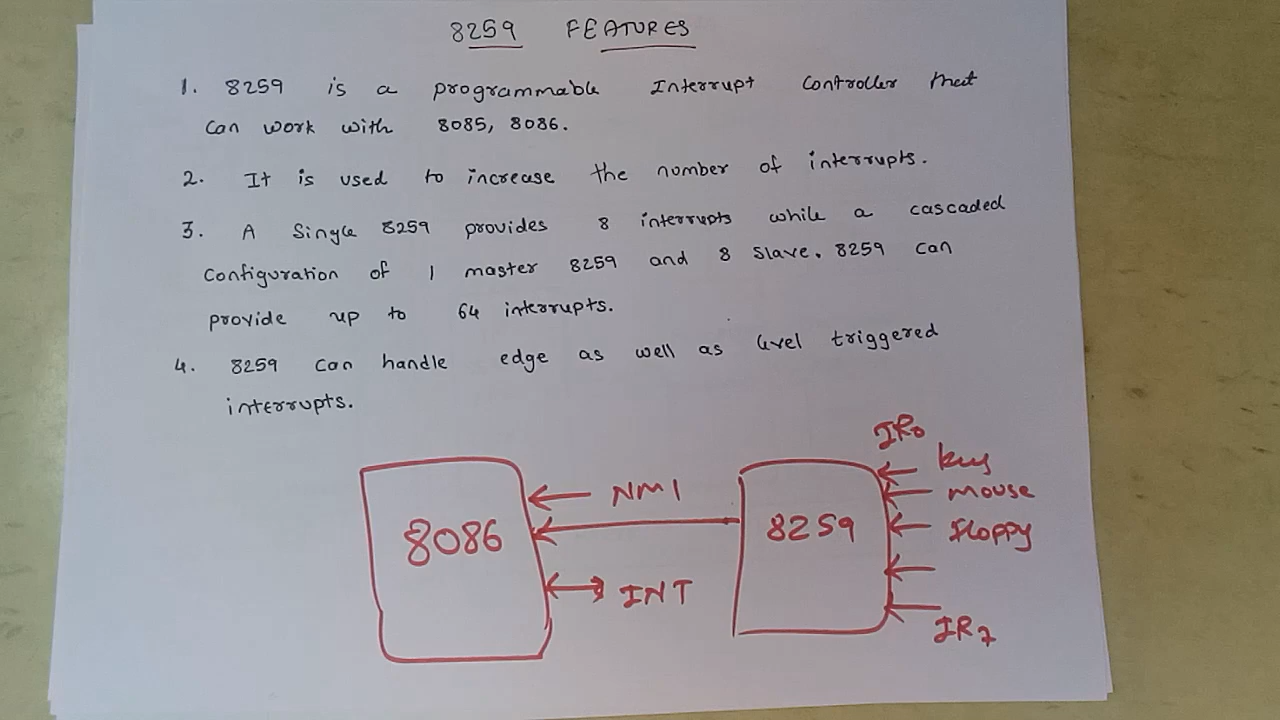 8259 FEATURES
1. 8259 is a programmable Interrupt Controller that
can work with 8085, 8086.
2. It is used to increase the number of interrupts.
3. A Single 8259 provides 8 interrupts while a cascaded
configuration of 1 master 8259 and 8 slave. 8259 can
provide up to 64 interrupts.
4. 8259 can handle edge as well as level triggered
interrupts.
IR0
key
NMI
mouse
8086
8259
floppy
INT
IR7